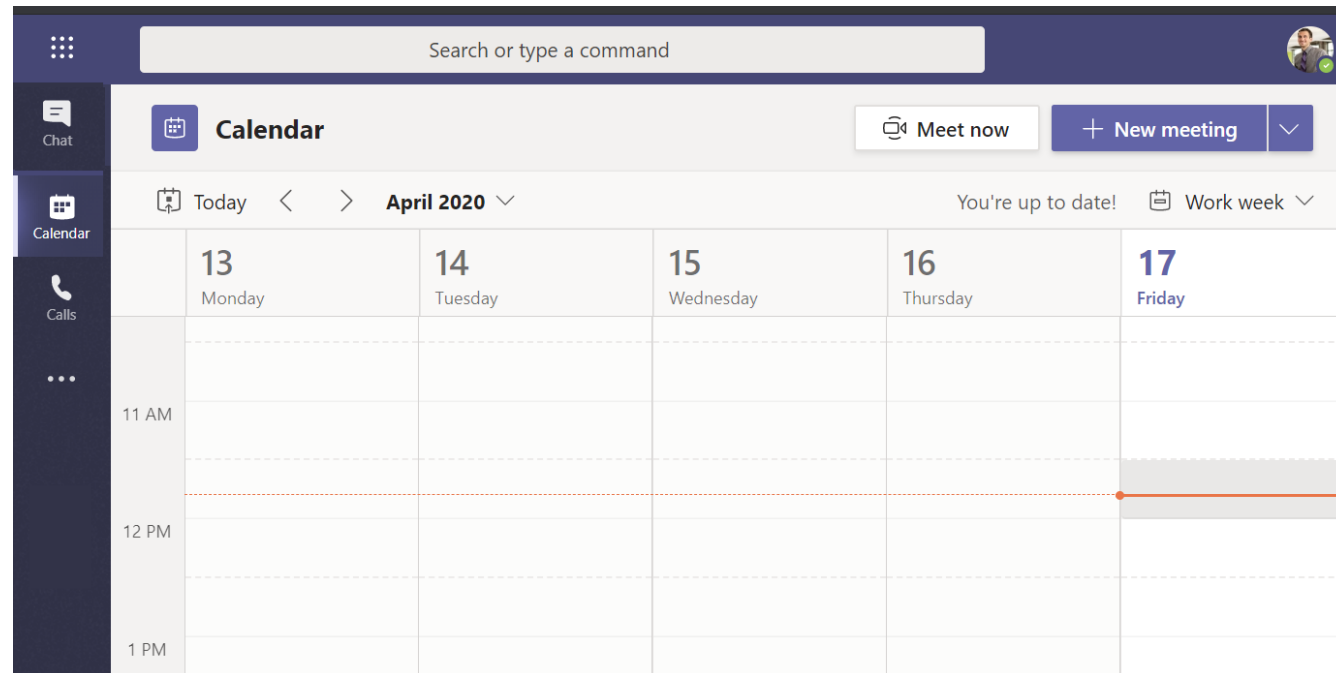 Search or type a command
Chat
Calendar
Meet now
New meeting
Calendar
Today
April 2020
You're up to date!
Work week
13
Monday
14
Tuesday
15
Wednesday
16
Thursday
17
Friday
Calls
11 AM
12 PM
1 PM